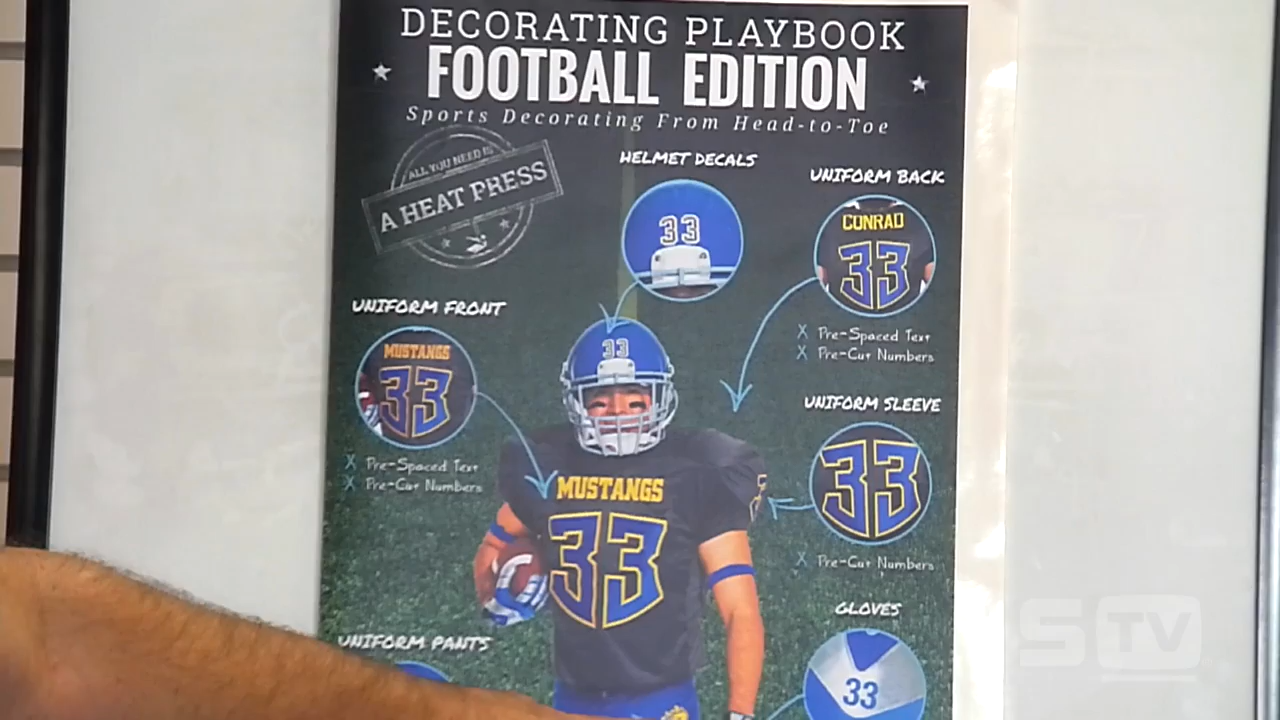 DECORATING PLAYBOOK
FOOTBALL EDITION
Sports Decorating From Head-to-Toe
ALL YOU NEED IS
A HEAT PRESS
HELMET DECALS
33
UNIFORM BACK
CONRAD
33
X Pre-Spaced Text
X Pre-Cut Numbers
UNIFORM FRONT
MUSTANGS
33
X Pre-Spaced Text
X Pre-Cut Numbers
33
MUSTANGS
33
UNIFORM SLEEVE
33
X Pre-Cut Numbers
UNIFORM PANTS
GLOVES
33
STV